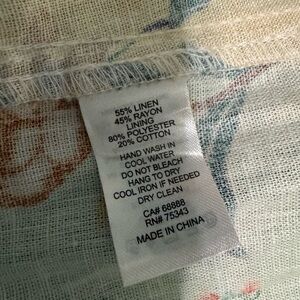 55% LINEN
45% RAYON
LINING
80% POLYESTER
20% COTTON
HAND WASH IN
COOL WATER
DO NOT BLEACH
HANG TO DRY
COOL IRON IF NEEDED
DRY CLEAN
CA# 68888
RN# 75343
MADE IN CHINA